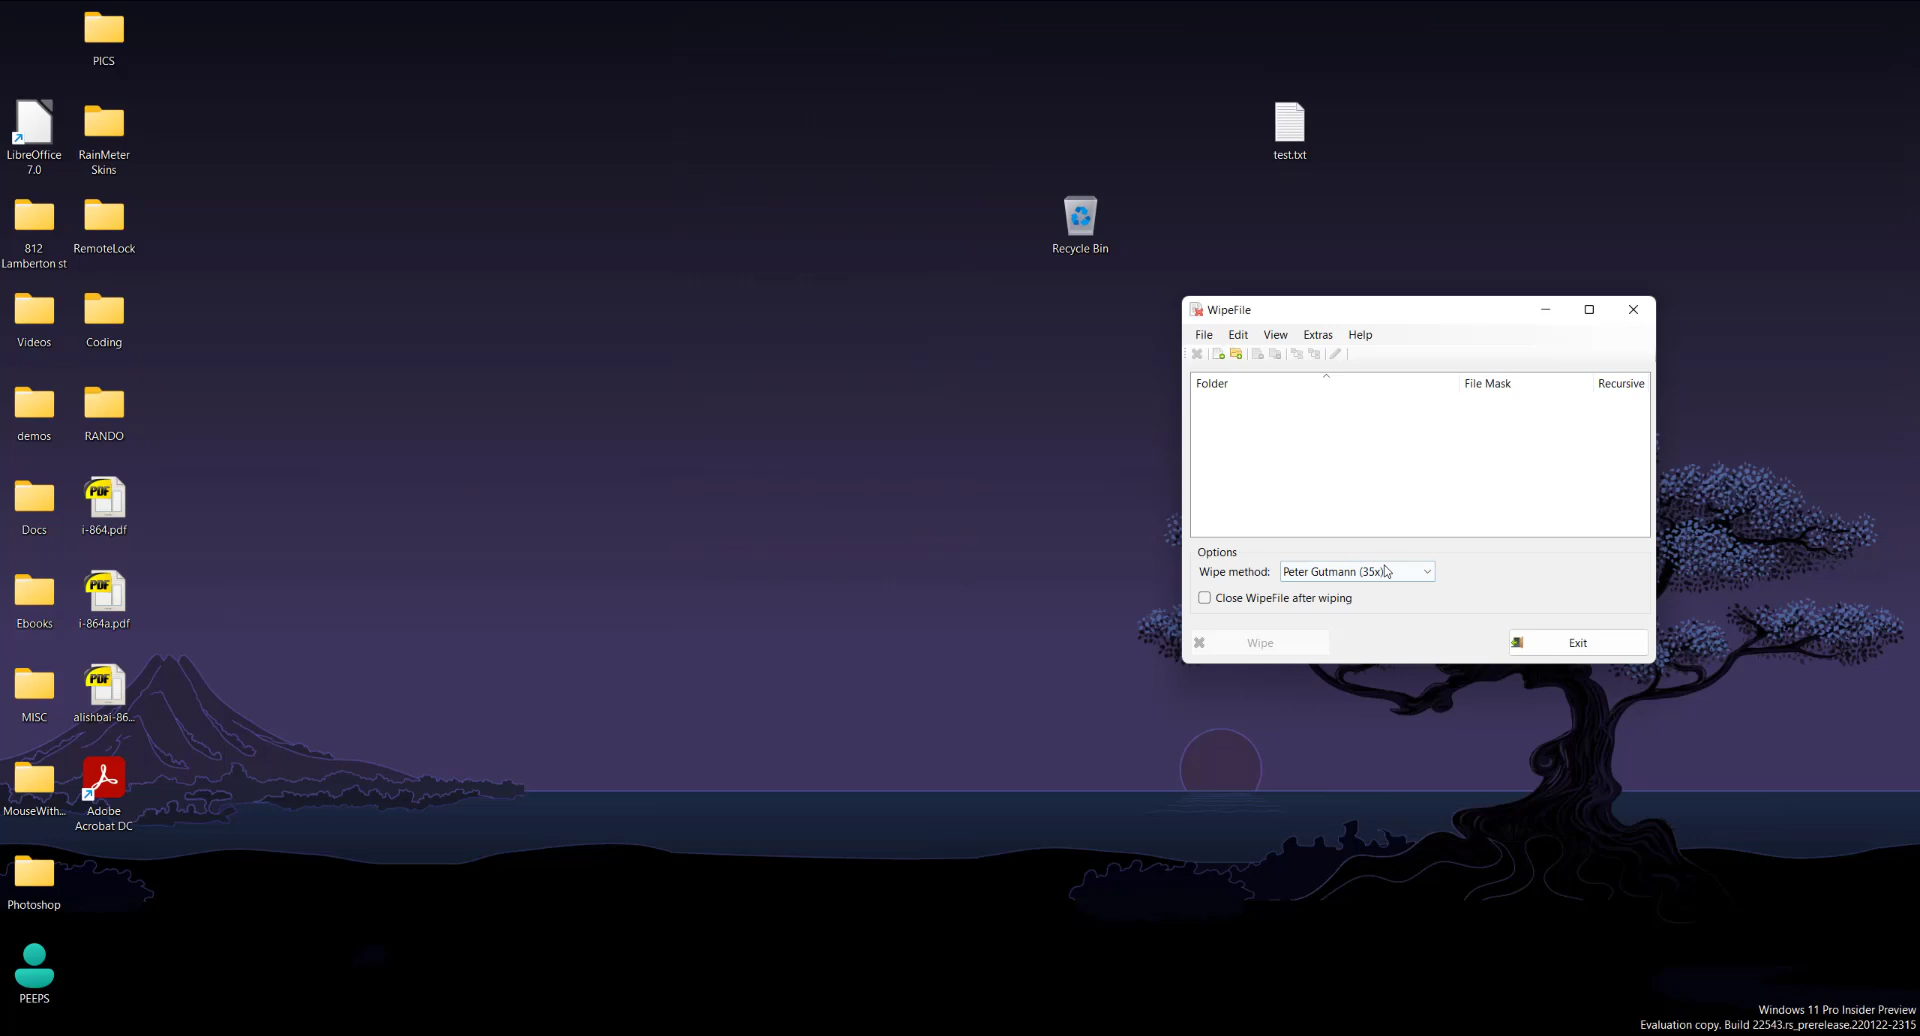 PICS
LibreOffice
7.0
RainMeter
Skins
812
Lamberton st
RemoteLock
Videos
Coding
demos
RANDO
Docs
PDF
i-864.pdf
Ebooks
PDF
i-864a.pdf
MISC
PDF
alishbai-86...
MouseWith...
Adobe
Acrobat DC
Photoshop
PEEPS
test.txt
Recycle Bin
WipeFile
File Edit View Extras Help
Folder File Mask Recursive
Options
Wipe method: Peter Gutmann (35x)
Close WipeFile after wiping
Wipe Exit
Windows 11 Pro Insider Preview
Evaluation copy. Build 22543.rs_prerelease.220122-2315